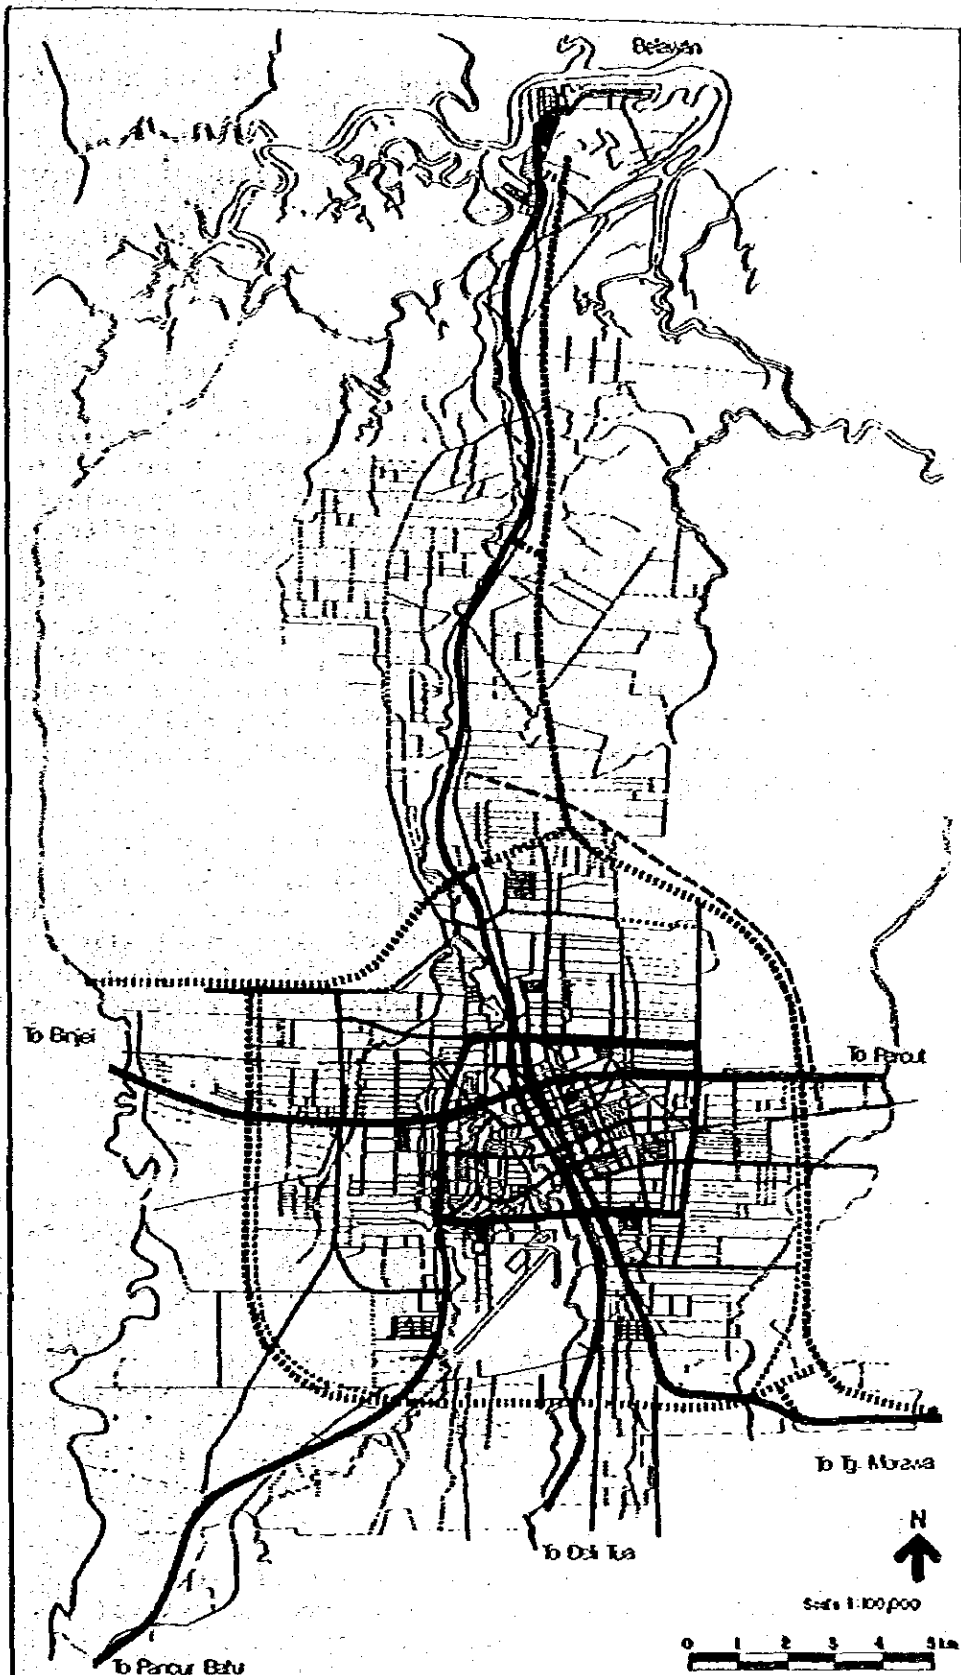 Belawan
To Binjei
To Percut
To Tg. Morawa
N
To Deli Tua
Scale 1:100,000
0 1 2 3 4 5 km
To Pancur Batu